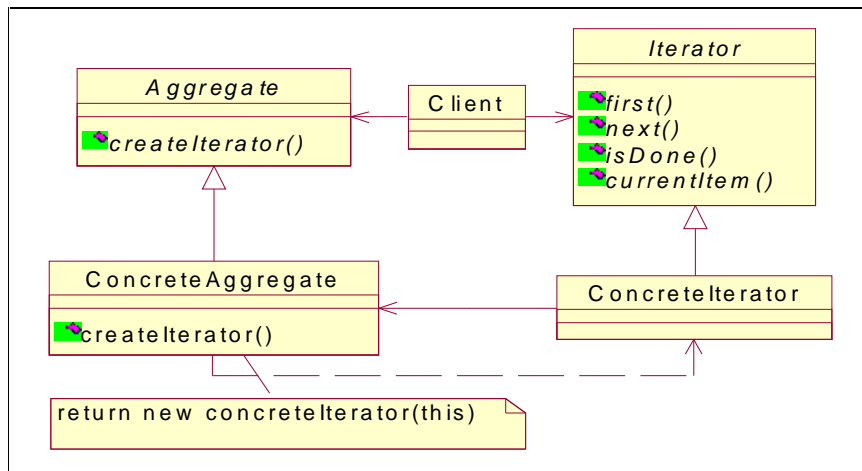 Aggregate
createIterator()
Client
Iterator
first()
next()
isDone()
currentItem()
ConcreteAggregate
createIterator()
ConcreteIterator
return new concreteIterator(this)